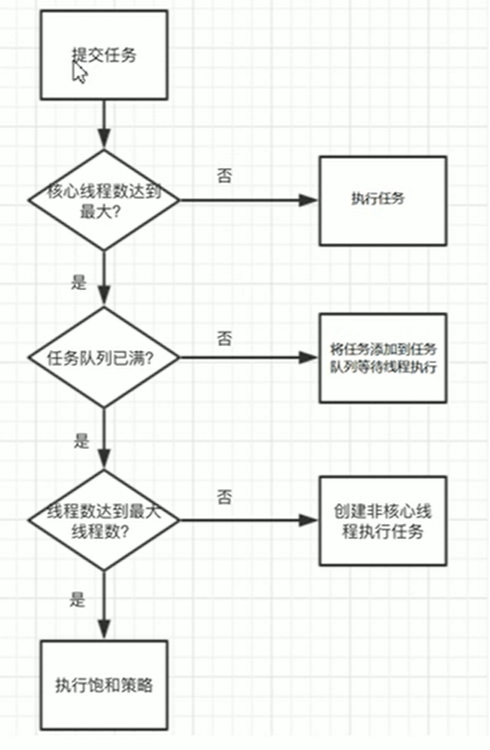 提交任务
核心线程数达到
最大?
否
执行任务
是
任务队列已满?
否
将任务添加到任务
队列等待线程执行
是
线程数达到最大
线程数?
否
创建非核心线
程执行任务
是
执行饱和策略